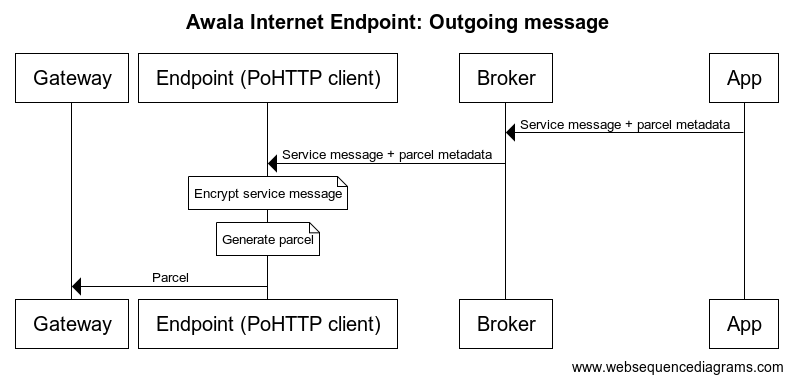 Awala Internet Endpoint: Outgoing message
Gateway
Endpoint (PoHTTP client)
Broker
App
Service message + parcel metadata
Service message + parcel metadata
Encrypt service message
Generate parcel
Parcel
Gateway
Endpoint (PoHTTP client)
Broker
App
www.websequencediagrams.com